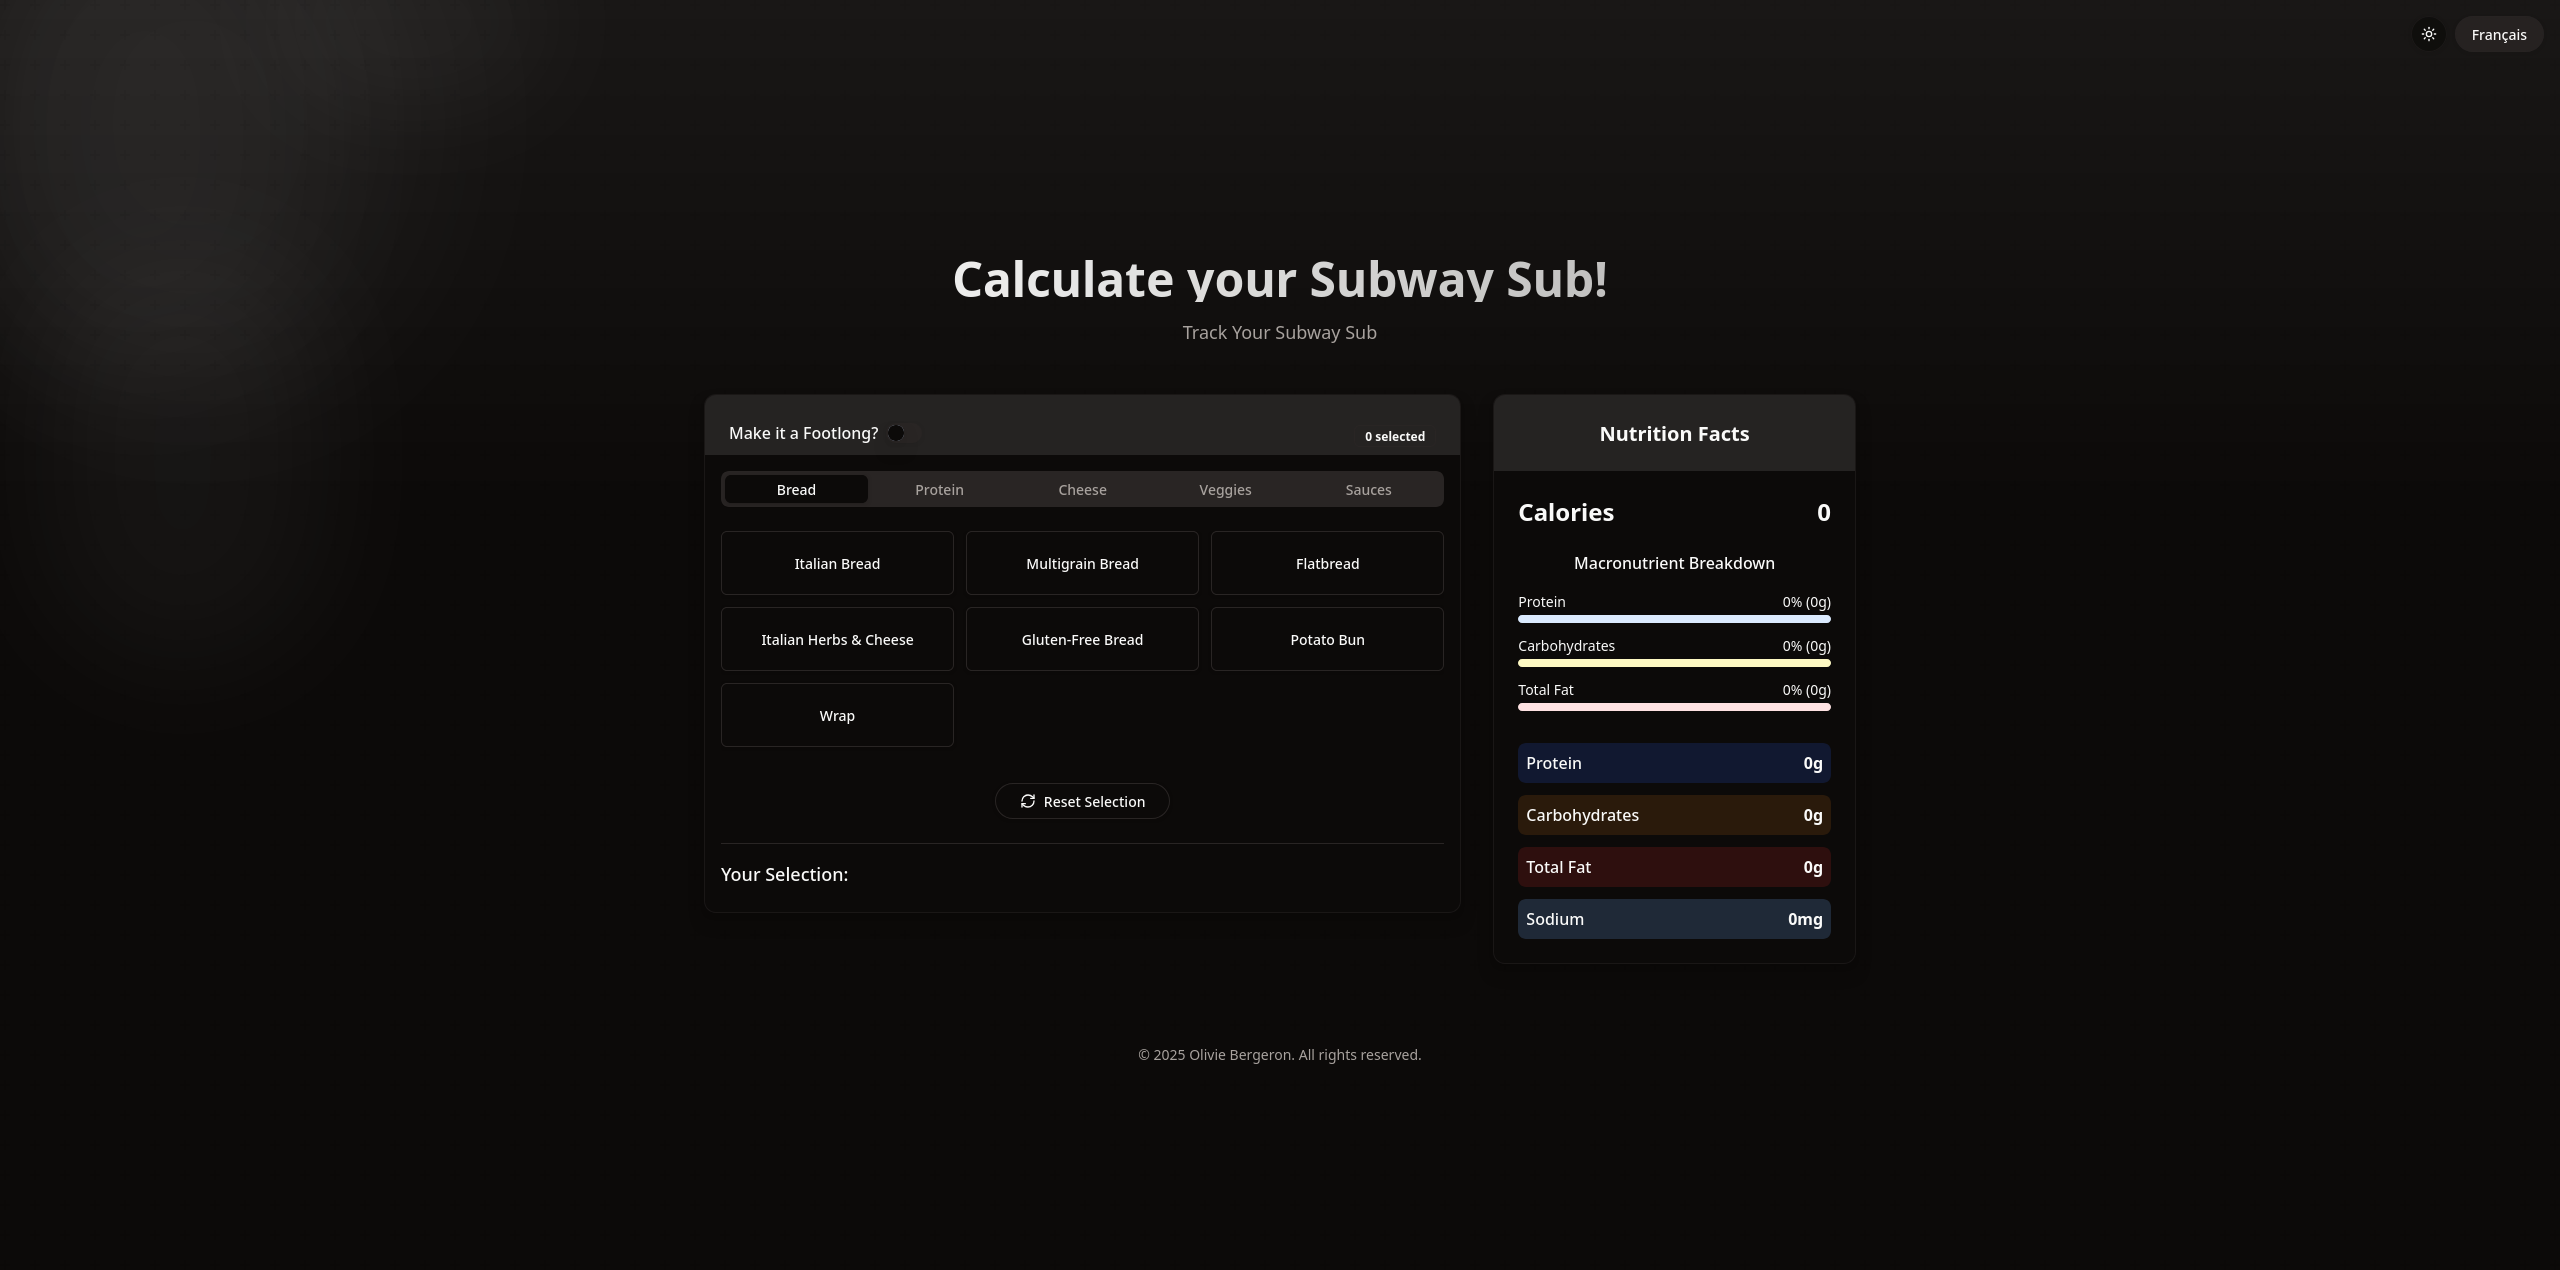 Français
Calculate your Subway Sub!
Track Your Subway Sub
Make it a Footlong?
0 selected
Bread
Protein
Cheese
Veggies
Sauces
Italian Bread
Multigrain Bread
Flatbread
Italian Herbs & Cheese
Gluten-Free Bread
Potato Bun
Wrap
Reset Selection
Your Selection:
Nutrition Facts
Calories 0
Macronutrient Breakdown
Protein 0% (0g)
Carbohydrates 0% (0g)
Total Fat 0% (0g)
Protein 0g
Carbohydrates 0g
Total Fat 0g
Sodium 0mg
© 2025 Olivie Bergeron. All rights reserved.